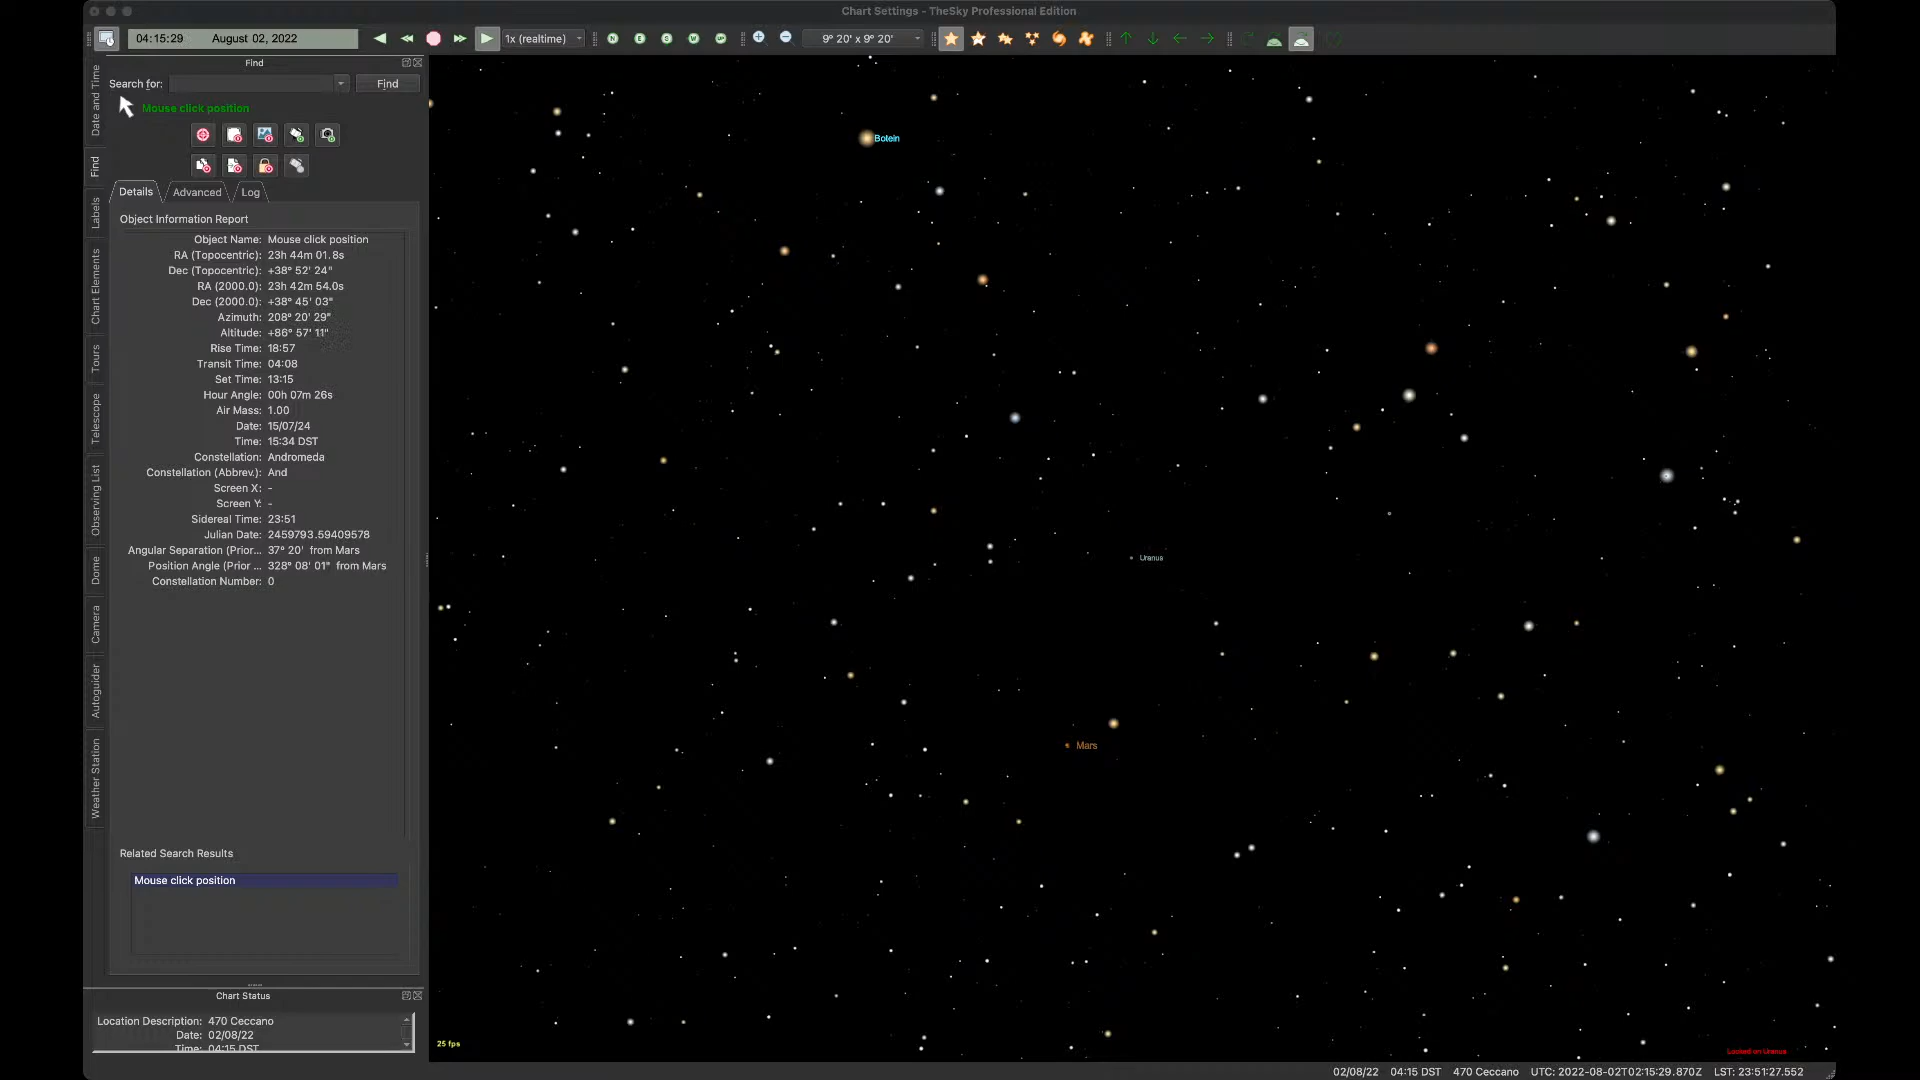 Chart Settings - TheSky Professional Edition
04:15:29 August 02, 2022
1x (realtime)
N E S W UP
9° 20' x 9° 20'
Find
Search for:
Find
Mouse click position
Details
Advanced
Log
Object Information Report
Object Name: Mouse click position
RA (Topocentric): 23h 44m 01.8s
Dec (Topocentric): +38° 52' 24"
RA (2000.0): 23h 42m 54.0s
Dec (2000.0): +38° 45' 03"
Azimuth: 208° 20' 29"
Altitude: +86° 57' 11"
Rise Time: 18:57
Transit Time: 04:08
Set Time: 13:15
Hour Angle: 00h 07m 26s
Air Mass: 1.00
Date: 15/07/24
Time: 15:34 DST
Constellation: Andromeda
Constellation (Abbrev.): And
Screen X: -
Screen Y: -
Sidereal Time: 23:51
Julian Date: 2459793.59409578
Angular Separation (Prior... 37° 20' from Mars
Position Angle (Prior ... 328° 08' 01" from Mars
Constellation Number: 0
Related Search Results
Mouse click position
Chart Status
Location Description: 470 Ceccano
Date: 02/08/22
Time: 04:15 DST
Date and Time
Find
Labels
Chart Elements
Tours
Telescope
Observing List
Dome
Camera
Autoguider
Weather Station
Botein
Uranus
Mars
25 fps
Locked on Uranus
02/08/22 04:15 DST 470 Ceccano UTC: 2022-08-02T02:15:29.870Z LST: 23:51:27.552